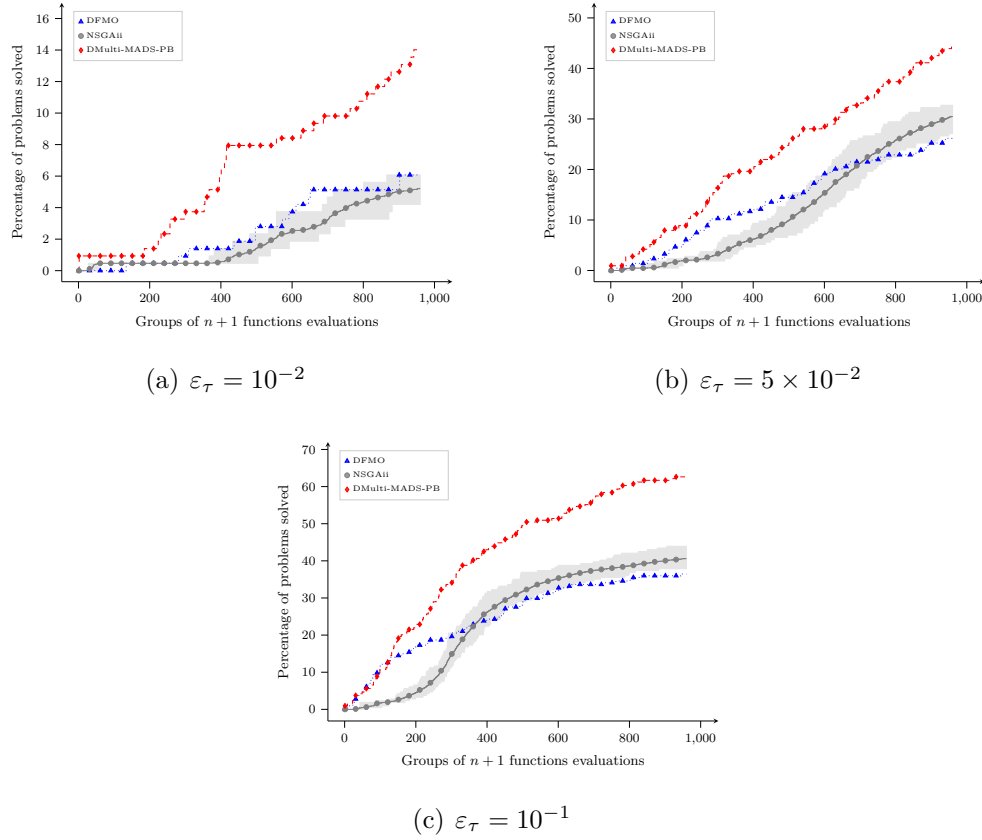 DFMO
NSGAii
DMulti-MADS-PB
Percentage of problems solved
16
14
12
10
8
6
4
2
0
0 200 400 600 800 1,000
Groups of n + 1 functions evaluations
(a) ε_τ = 10^{-2}
DFMO
NSGAii
DMulti-MADS-PB
Percentage of problems solved
50
40
30
20
10
0
0 200 400 600 800 1,000
Groups of n + 1 functions evaluations
(b) ε_τ = 5 × 10^{-2}
DFMO
NSGAii
DMulti-MADS-PB
Percentage of problems solved
70
60
50
40
30
20
10
0
0 200 400 600 800 1,000
Groups of n + 1 functions evaluations
(c) ε_τ = 10^{-1}